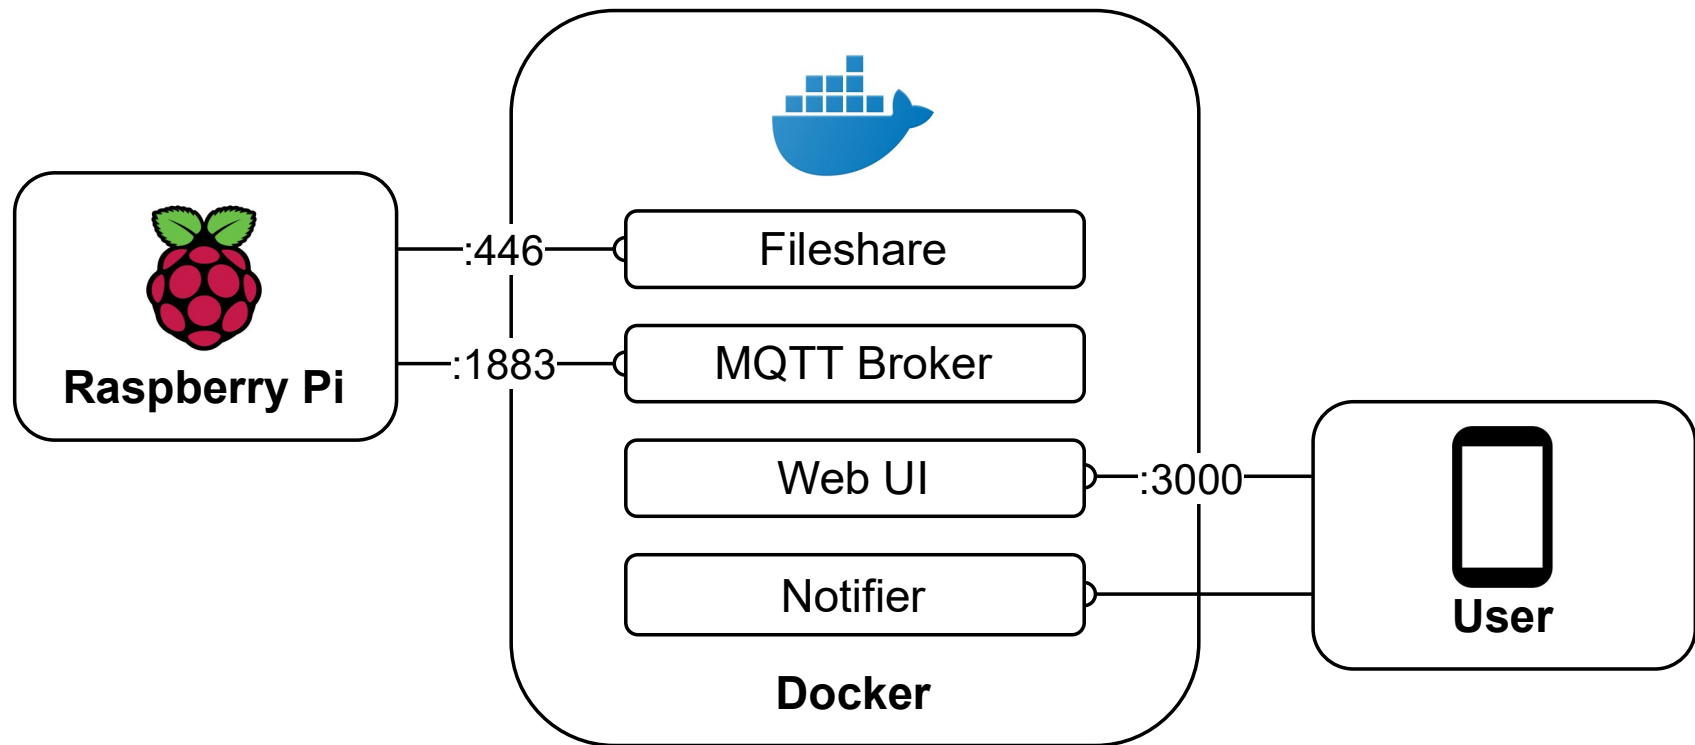 :446
Fileshare
:1883
MQTT Broker
Raspberry Pi
Web UI
:3000
Notifier
User
Docker